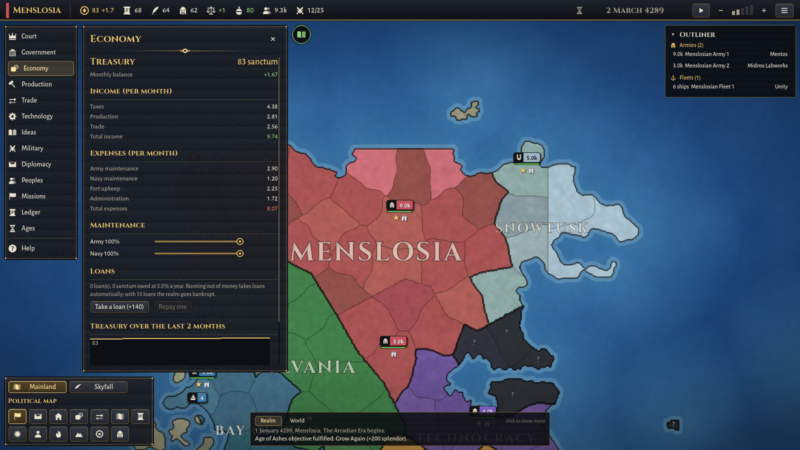 MENSLOSIA
83 +1.7
68
64
62
+1
80
9.3k
12/25
2 MARCH 4289
Court
Government
Economy
Production
Trade
Technology
Ideas
Military
Diplomacy
Peoples
Missions
Ledger
Ages
Help
ECONOMY
TREASURY 83 sanctum
Monthly balance +1.67
INCOME (PER MONTH)
Taxes 4.38
Production 2.81
Trade 2.56
Total income 9.74
EXPENSES (PER MONTH)
Army maintenance 2.90
Navy maintenance 1.20
Fort upkeep 2.25
Administration 1.72
Total expenses 8.07
MAINTENANCE
Army 100%
Navy 100%
LOANS
0 loan(s), 0 sanctum owed at 5.0% a year. Running out of money takes loans
automatically; with 10 loans the realm goes bankrupt.
Take a loan (+140) Repay one
TREASURY OVER THE LAST 2 MONTHS
83
OUTLINER
Armies (2)
9.0k Menslosian Army 1 Mentos
3.0k Menslosian Army 2 Midrea Labworks
Fleets (1)
6 ships Menslosian Fleet 1 Unity
5.0k
9.0k
SNOWTUSK
MENSLOSIA
3.0k
VANIA
4
BAY
TECHNOCRACY
Mainland Skyfall
POLITICAL MAP
Realm World click to show more
1 January 4289, Menslosia. The Arcadian Era begins.
Age of Ashes objective fulfilled: Grow Again (+200 splendor).